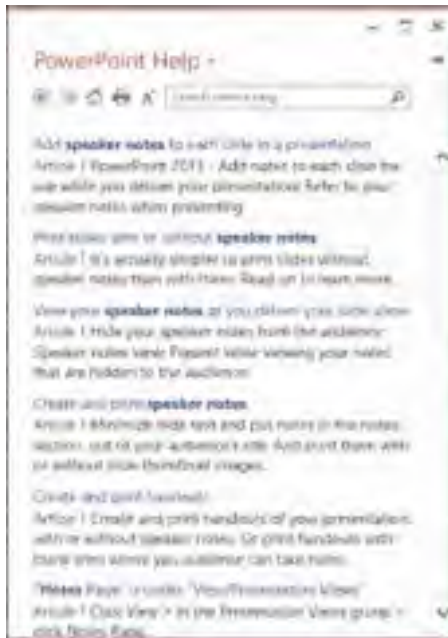 PowerPoint Help
Add speaker notes to each slide in a presentation
Article | PowerPoint 2013 - Add notes to each slide
use while you deliver your presentation. Refer to your
speaker notes when presenting
Print slides with or without speaker notes
Article | It's actually simpler to print slides without
speaker notes than with them. Read on to learn more.
View your speaker notes as you deliver your slide show
Article | Hide your speaker notes from the audience
Speaker notes view: Present while viewing your notes
that are hidden to the audience
Create and print speaker notes
Article | Minimize slide text and put notes in the notes
section, out of your audience's And print them with
or without slide thumbnail images.
Create and print handouts
Article | Create and print handouts of your presentation
with or without speaker notes. Or print handouts with
blank lines where you audience can take notes.
"Notes Page" is under "View/Presentation Views"
Article | Click View > in the Presentation Views group >
click Notes Page.